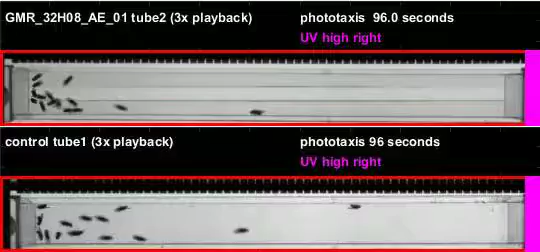 GMR_32H08_AE_01 tube2 (3x playback)
phototaxis 96.0 seconds
UV high right
control tube1 (3x playback)
phototaxis 96 seconds
UV high right